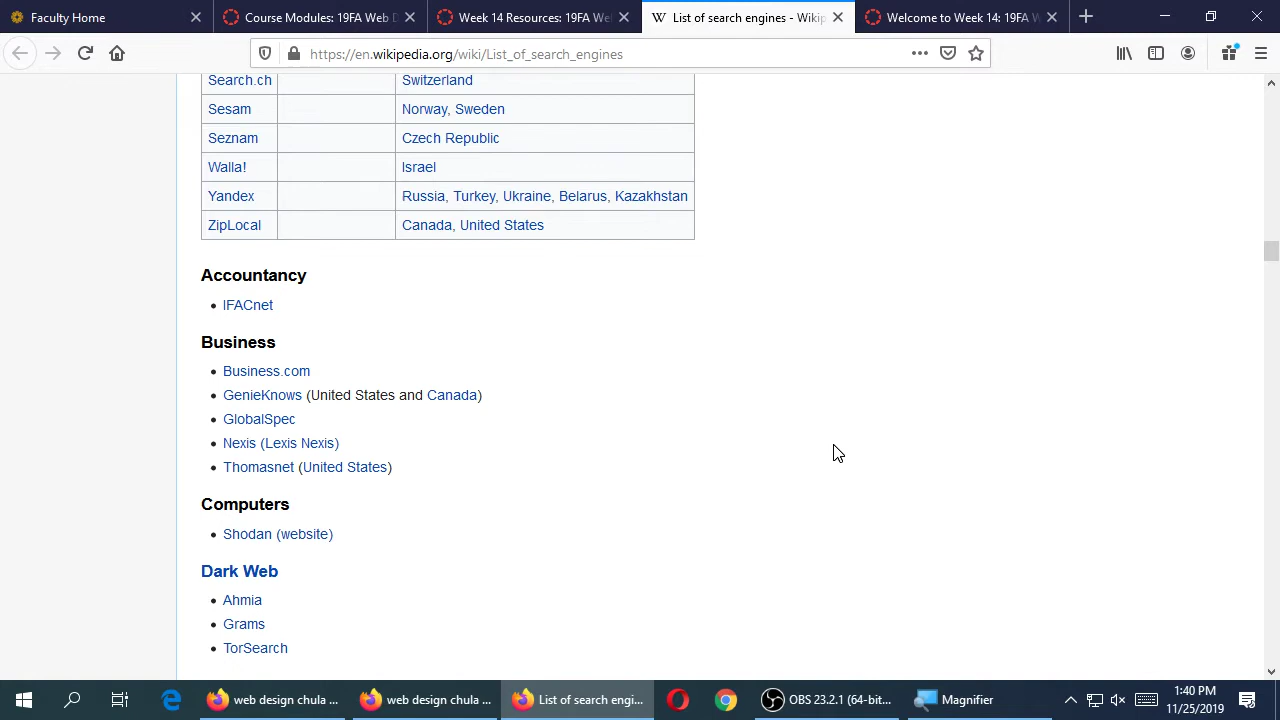 Faculty Home
Course Modules: 19FA Web D
Week 14 Resources: 19FA We
W List of search engines - Wikip
Welcome to Week 14: 19FA W
https://en.wikipedia.org/wiki/List_of_search_engines
Search.ch Switzerland
Sesam Norway, Sweden
Seznam Czech Republic
Walla! Israel
Yandex Russia, Turkey, Ukraine, Belarus, Kazakhstan
ZipLocal Canada, United States
Accountancy
• IFACnet
Business
• Business.com
• GenieKnows (United States and Canada)
• GlobalSpec
• Nexis (Lexis Nexis)
• Thomasnet (United States)
Computers
• Shodan (website)
Dark Web
• Ahmia
• Grams
• TorSearch
web design chula ...
web design chula ...
List of search engi...
OBS 23.2.1 (64-bit...
Magnifier
1:40 PM
11/25/2019